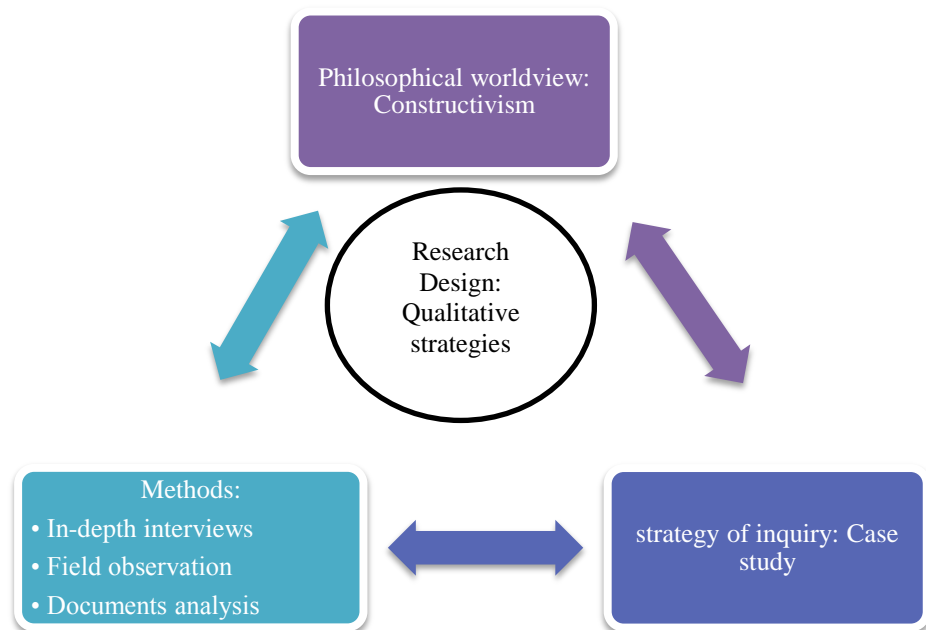 Philosophical worldview:
Constructivism
Research
Design:
Qualitative
strategies
Methods:
• In-depth interviews
• Field observation
• Documents analysis
strategy of inquiry: Case
study